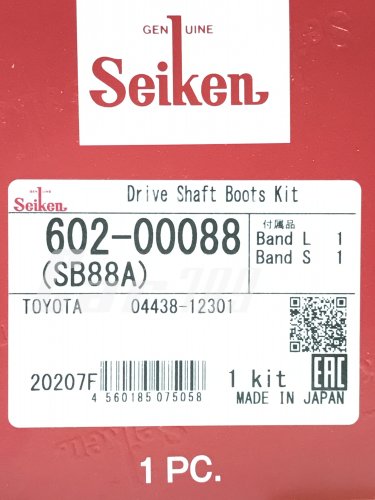 GENUINE
Seiken
GENUINE
Seiken
Drive Shaft Boots Kit
602-00088
(SB88A)
付属品
Band L 1
Band S 1
TOYOTA 04438-12301
20207F
4 560185 075058
1 kit
EAC
MADE IN JAPAN
1 PC.